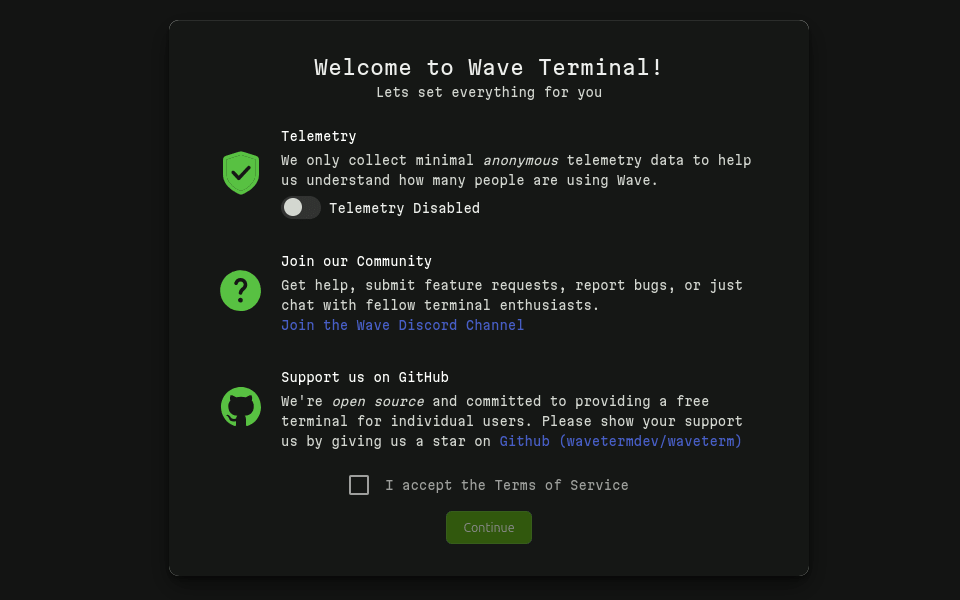 Welcome to Wave Terminal!
Lets set everything for you
Telemetry
We only collect minimal anonymous telemetry data to help
us understand how many people are using Wave.
Telemetry Disabled
Join our Community
Get help, submit feature requests, report bugs, or just
chat with fellow terminal enthusiasts.
Join the Wave Discord Channel
Support us on GitHub
We're open source and committed to providing a free
terminal for individual users. Please show your support
us by giving us a star on Github (wavetermdev/waveterm)
I accept the Terms of Service
Continue